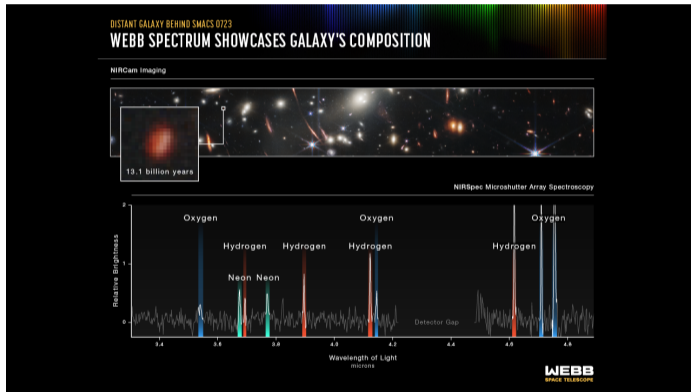 DISTANT GALAXY BEHIND SMACS 0723
WEBB SPECTRUM SHOWCASES GALAXY'S COMPOSITION
NIRCam Imaging
13.1 billion years
NIRSpec Microshutter Array Spectroscopy
2
Oxygen Oxygen Oxygen
Hydrogen Hydrogen Hydrogen Hydrogen
Relative Brightness
1
Neon Neon
0
Detector Gap
3.4 3.6 3.8 4.0 4.2 4.4 4.6 4.8
Wavelength of Light
microns
WEBB
SPACE TELESCOPE